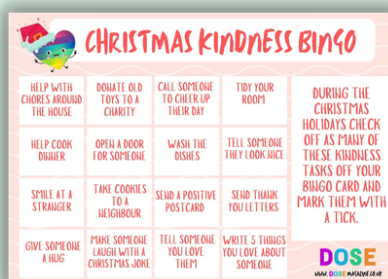 CHRISTMAS KINDNESS BINGO
HELP WITH
CHORES AROUND
THE HOUSE
DONATE OLD
TOYS TO A
CHARITY
CALL SOMEONE
TO CHEER UP
THEIR DAY
TIDY YOUR
ROOM
HELP COOK
DINNER
OPEN A DOOR
FOR SOMEONE
WASH THE
DISHES
TELL SOMEONE
THEY LOOK NICE
SMILE AT A
STRANGER
TAKE COOKIES
TO A
NEIGHBOUR
SEND A POSITIVE
POSTCARD
SEND THANK
YOU LETTERS
GIVE SOMEONE
A HUG
MAKE SOMEONE
LAUGH WITH A
CHRISTMAS JOKE
TELL SOMEONE
YOU LOVE
THEM
WRITE 5 THINGS
YOU LOVE ABOUT
SOMEONE
DURING THE
CHRISTMAS
HOLIDAYS CHECK
OFF AS MANY OF
THESE KINDNESS
TASKS OFF YOUR
BINGO CARD AND
MARK THEM WITH
A TICK.
DOSE